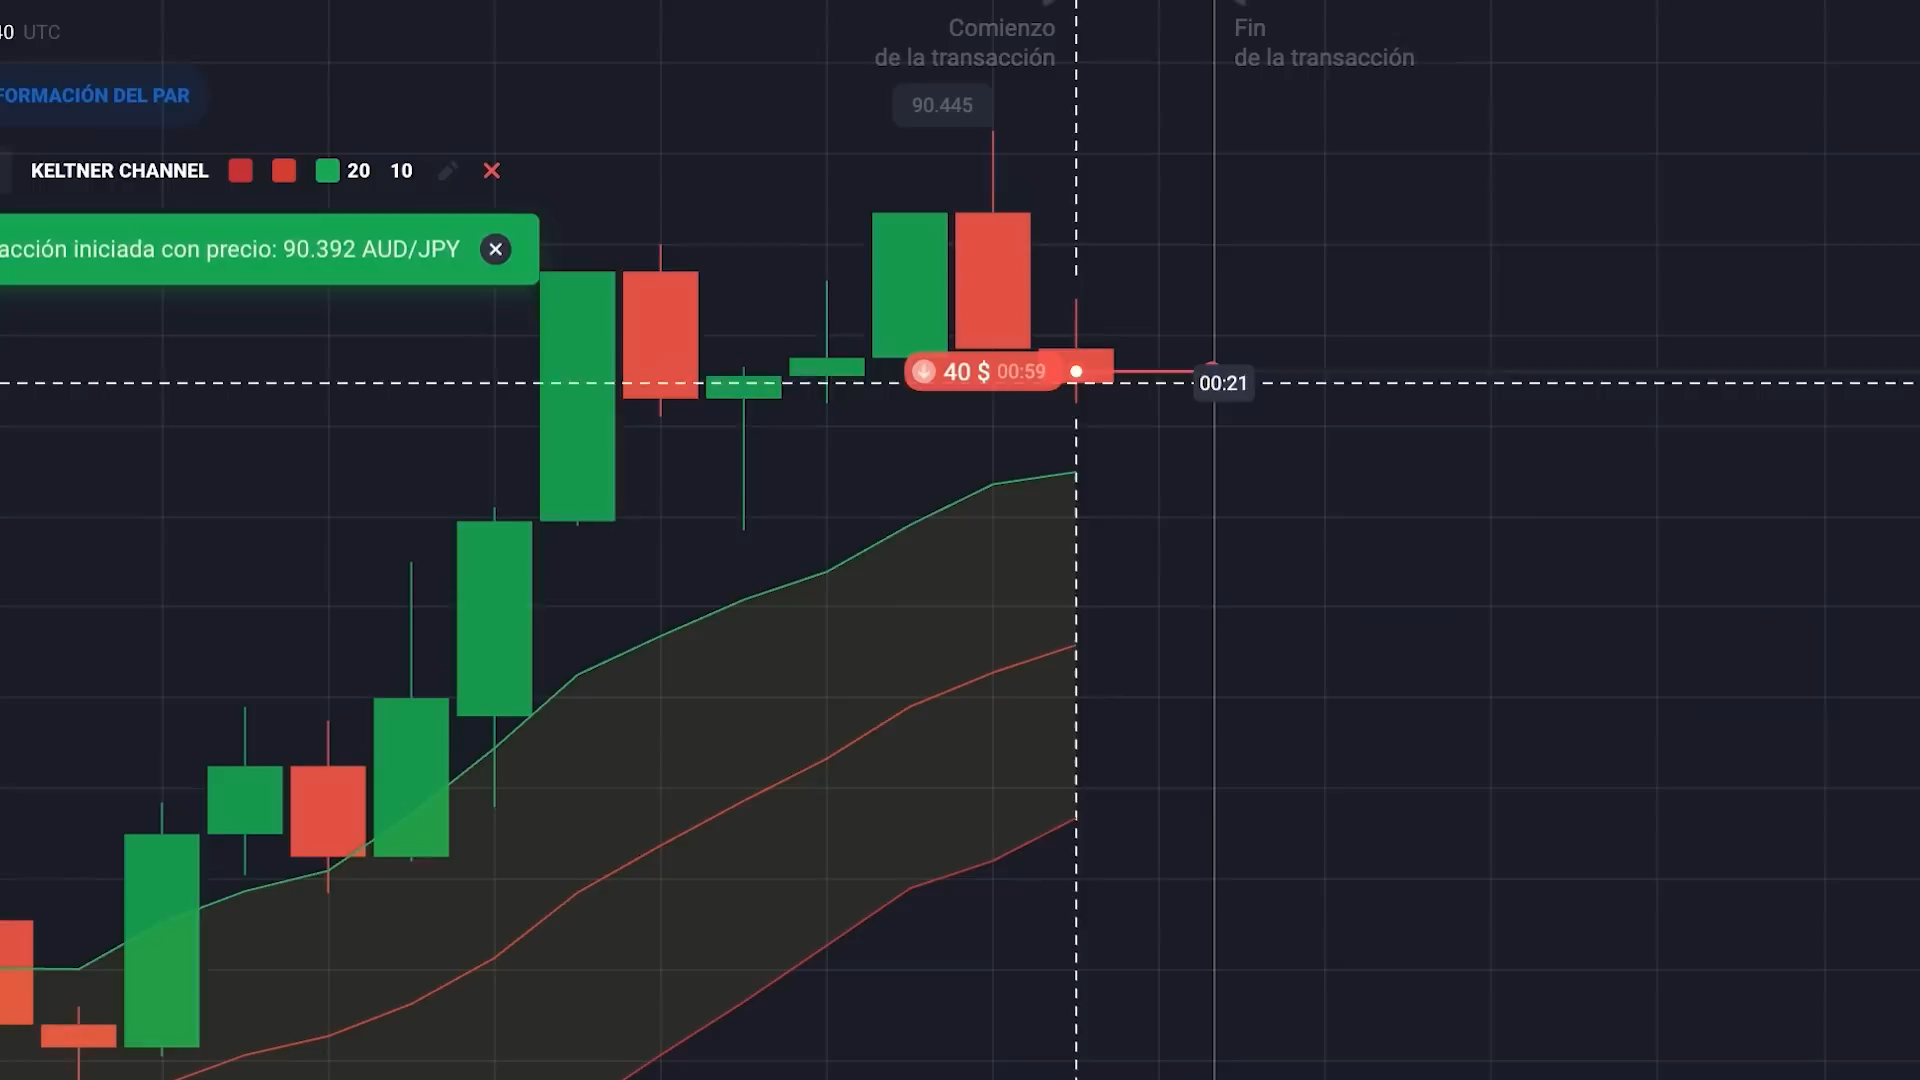 40 UTC
Comienzo
de la transacción
Fin
de la transacción
FORMACIÓN DEL PAR
90.445
KELTNER CHANNEL 20 10
acción iniciada con precio: 90.392 AUD/JPY
40 $ 00:59
00:21